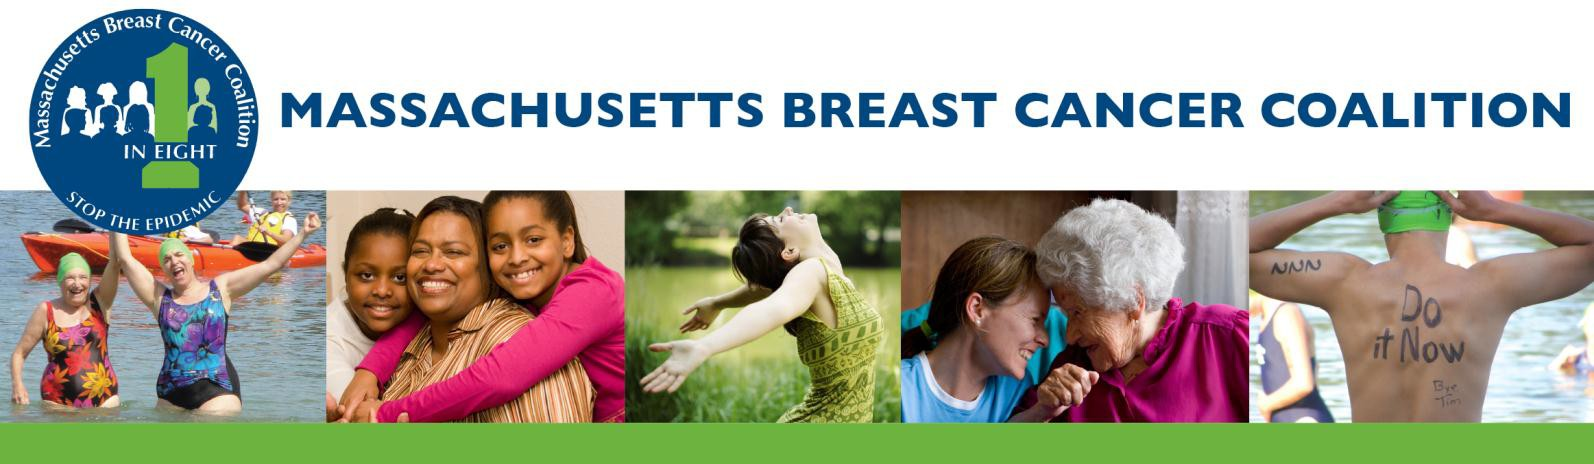 Massachusetts Breast Cancer Coalition
1
IN EIGHT
STOP THE EPIDEMIC
MASSACHUSETTS BREAST CANCER COALITION
NNN
Do
it Now
Bye
Tim